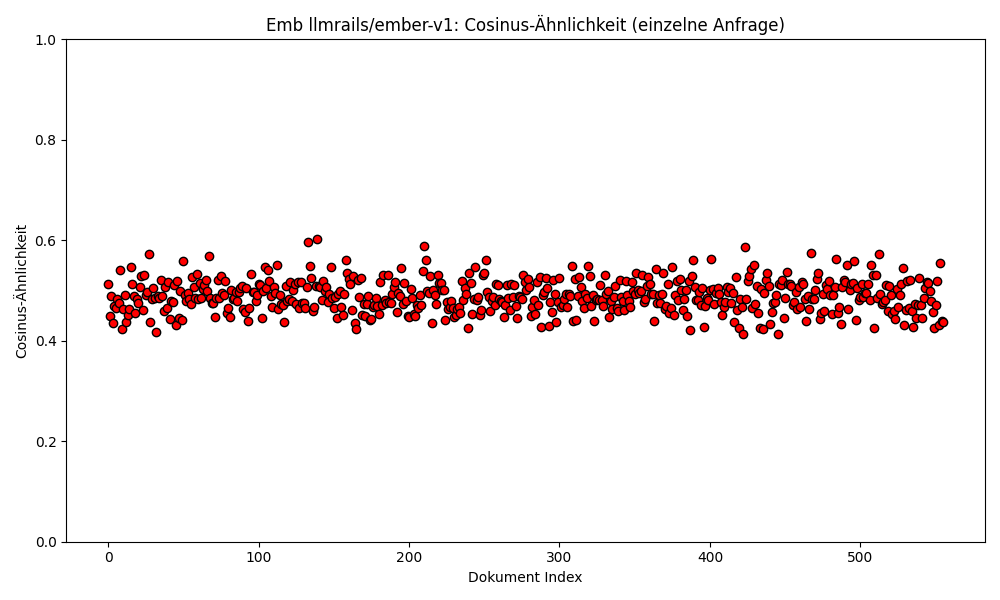 Emb llmrails/ember-v1: Cosinus-Ähnlichkeit (einzelne Anfrage)
1.0
0.8
0.6
0.4
0.2
0.0
Cosinus-Ähnlichkeit
0 100 200 300 400 500
Dokument Index